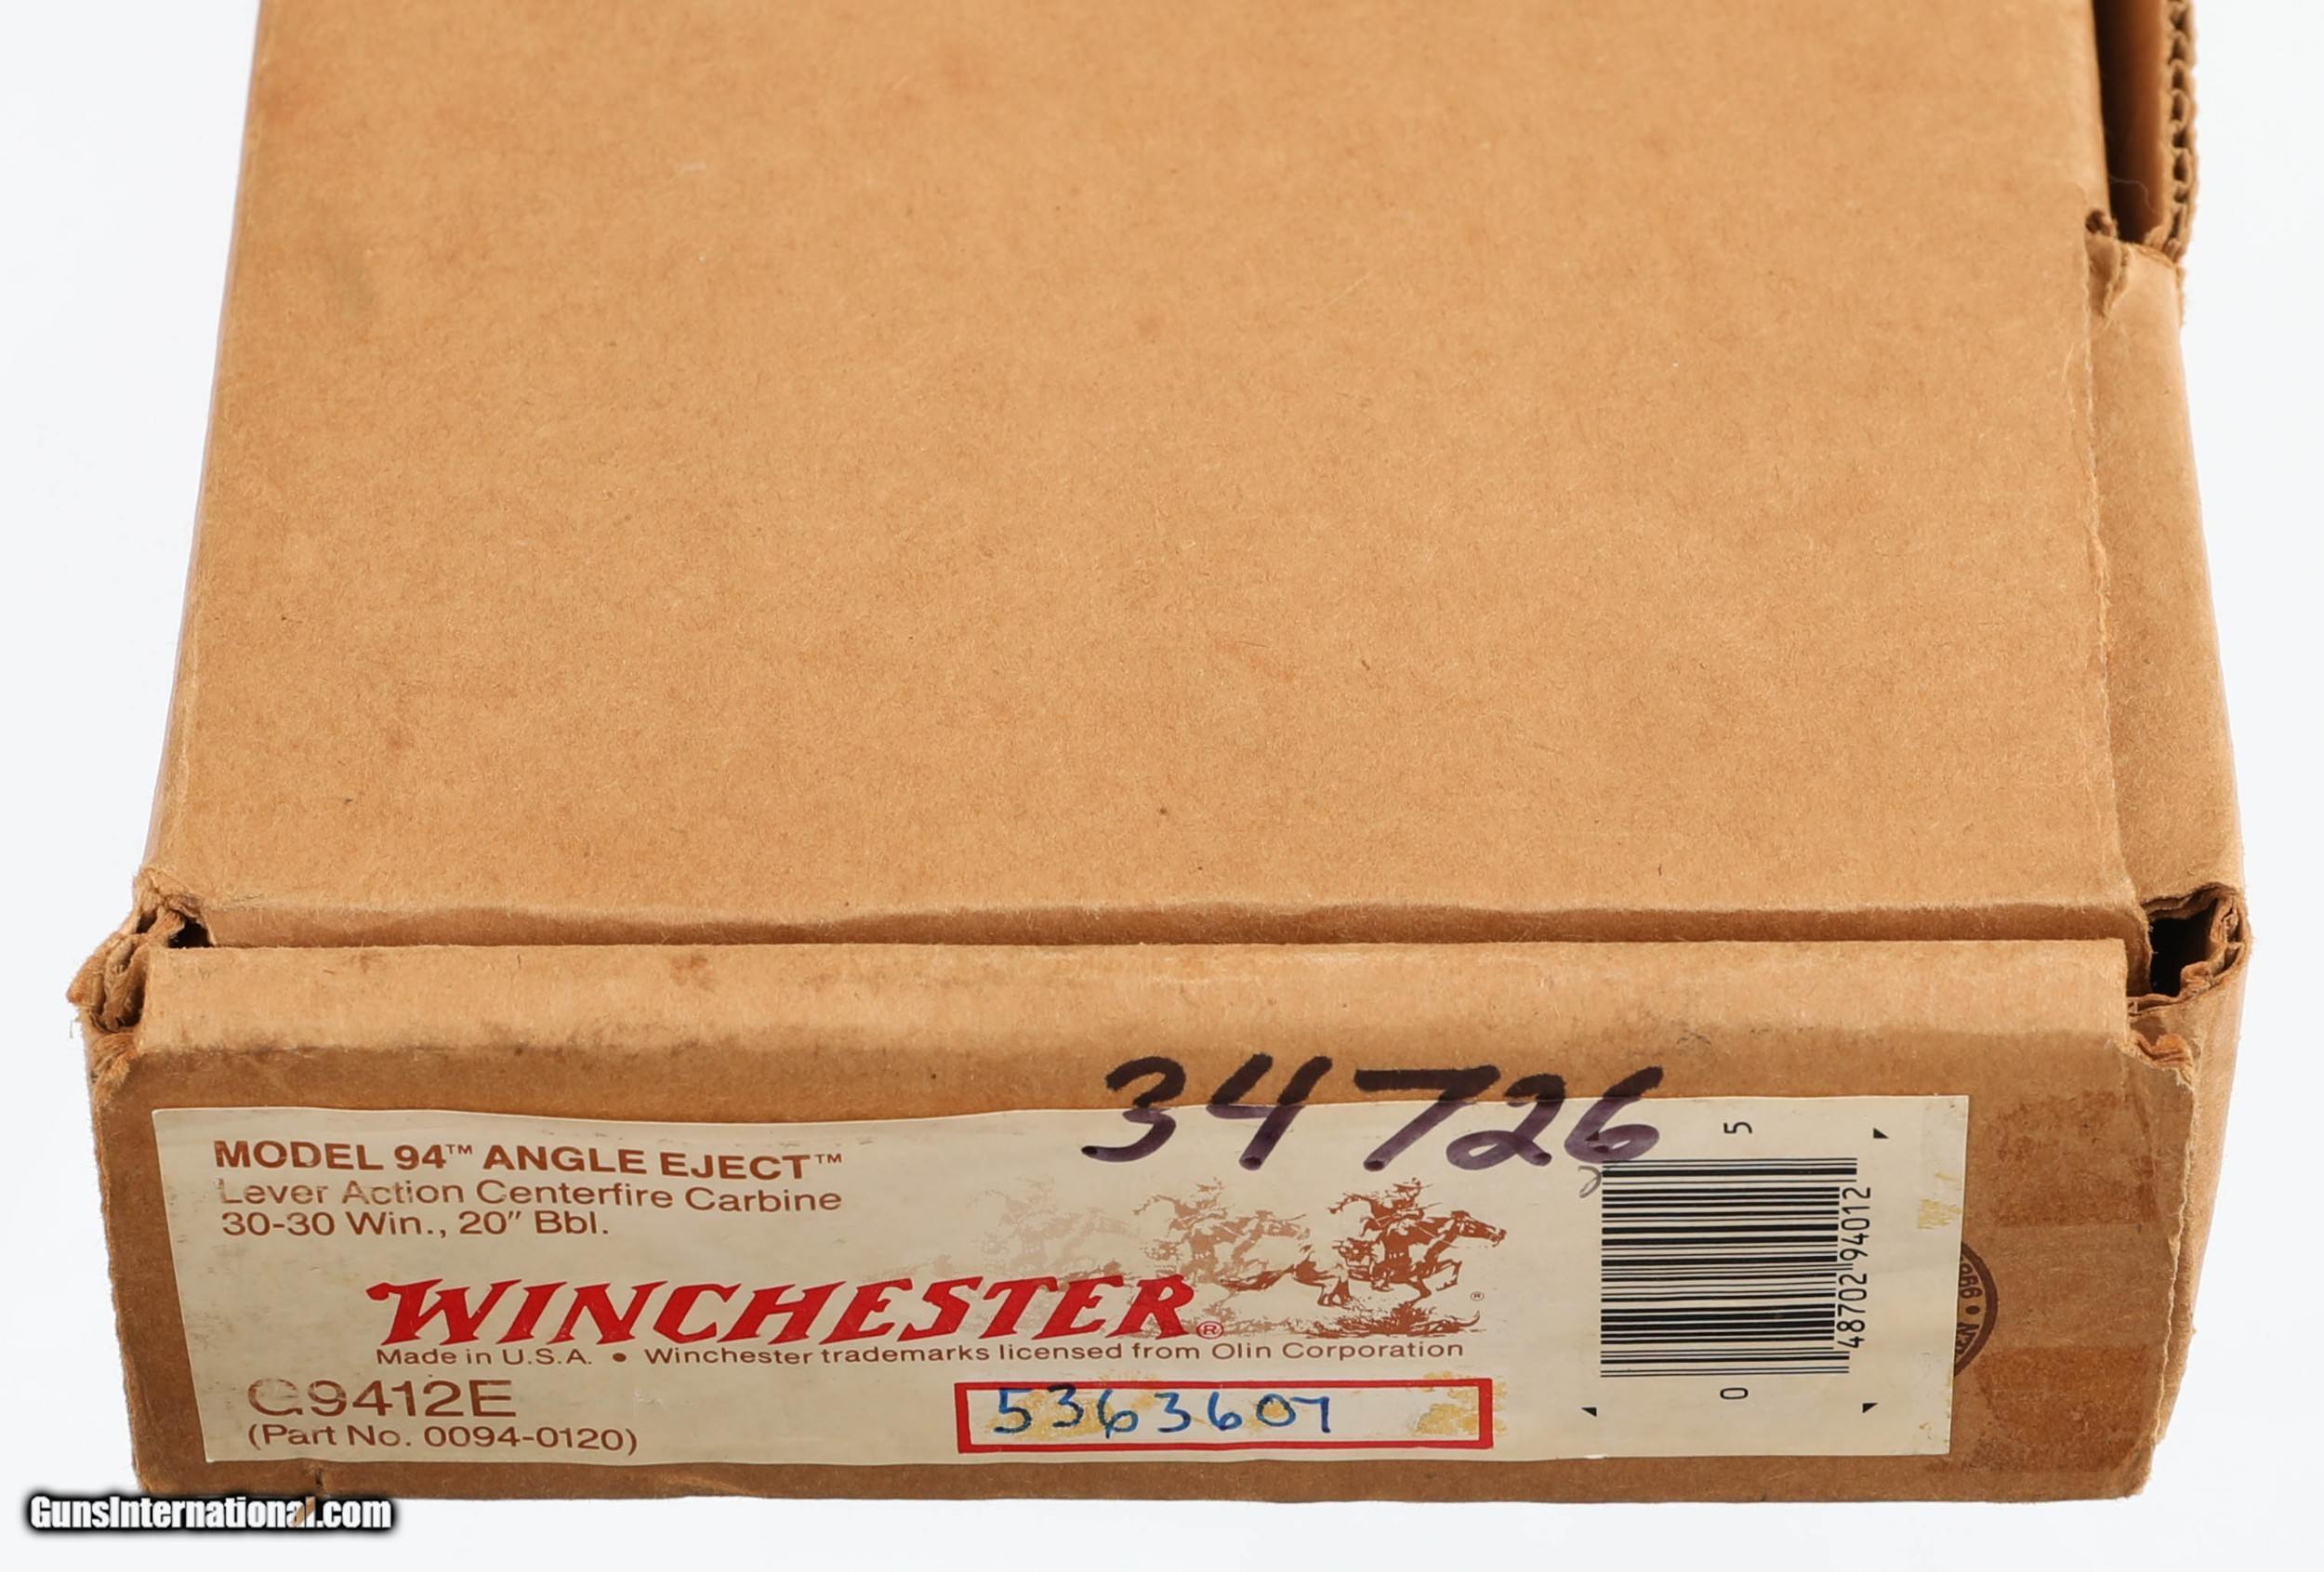 34726
MODEL 94™ ANGLE EJECT™
Lever Action Centerfire Carbine
30-30 Win., 20" Bbl.
WINCHESTER®
®
Made in U.S.A. • Winchester trademarks licensed from Olin Corporation
G9412E
(Part No. 0094-0120)
5363607
5
48702 94012
0
GunsInternational.com